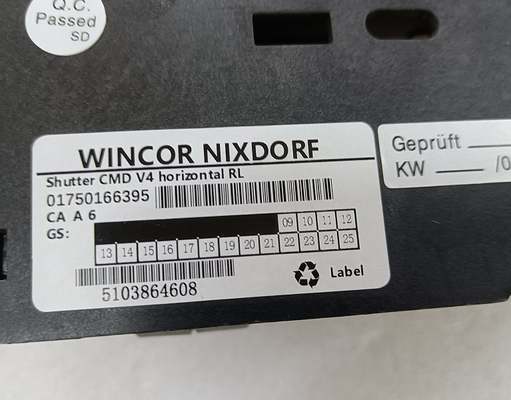 Q.C.
Passed
SD
WINCOR NIXDORF
Shutter CMD V4 horizontal RL
01750166395
CA A 6
GS:
09 10 11 12
13 14 15 16 17 18 19 20 21 22 23 24 25
5103864608
Label
Geprüft
KW /0